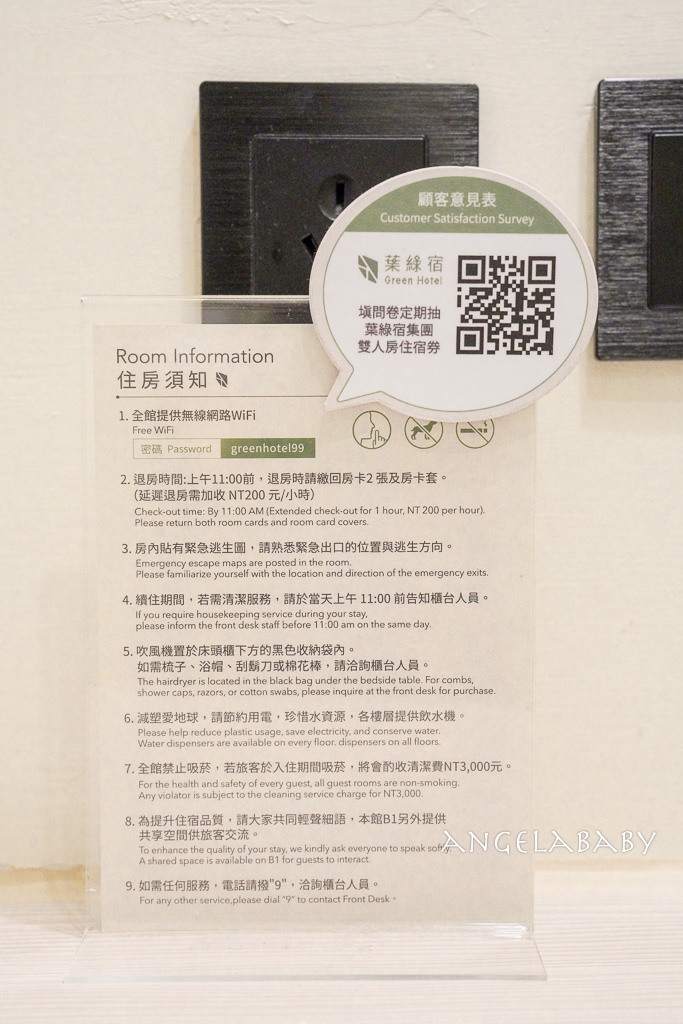 顧客意見表
Customer Satisfaction Survey
葉綠宿
Green Hotel
填問卷定期抽
葉綠宿集團
雙人房住宿券
Room Information
住房須知
1. 全館提供無線網路WiFi
Free WiFi
密碼 Password greenhotel99
2. 退房時間:上午11:00前，退房時請繳回房卡2 張及房卡套。
（延遲退房需加收 NT200 元/小時）
Check-out time: By 11:00 AM (Extended check-out for 1 hour, NT 200 per hour).
Please return both room cards and room card covers.
3. 房內貼有緊急逃生圖，請熟悉緊急出口的位置與逃生方向。
Emergency escape maps are posted in the room.
Please familiarize yourself with the location and direction of the emergency exits.
4. 續住期間，若需清潔服務，請於當天上午 11:00 前告知櫃台人員。
If you require housekeeping service during your stay,
please inform the front desk staff before 11:00 am on the same day.
5. 吹風機置於床頭櫃下方的黑色收納袋內。
如需梳子、浴帽、刮鬍刀或棉花棒，請洽詢櫃台人員。
The hairdryer is located in the black bag under the bedside table. For combs,
shower caps, razors, or cotton swabs, please inquire at the front desk for purchase.
6. 減塑愛地球，請節約用電，珍惜水資源，各樓層提供飲水機。
Please help reduce plastic usage, save electricity, and conserve water.
Water dispensers are available on every floor. dispensers on all floors.
7. 全館禁止吸菸，若旅客於入住期間吸菸，將會酌收清潔費NT3,000元。
For the health and safety of every guest, all guest rooms are non-smoking.
Any violator is subject to the cleaning service charge for NT3,000.
8. 為提升住宿品質，請大家共同輕聲細語，本館B1另外提供
共享空間供旅客交流。
To enhance the quality of your stay, we kindly ask everyone to speak softly.
A shared space is available on B1 for guests to interact.
9. 如需任何服務，電話請撥"9"，洽詢櫃台人員。
For any other service,please dial "9" to contact Front Desk。
ANGELABABY